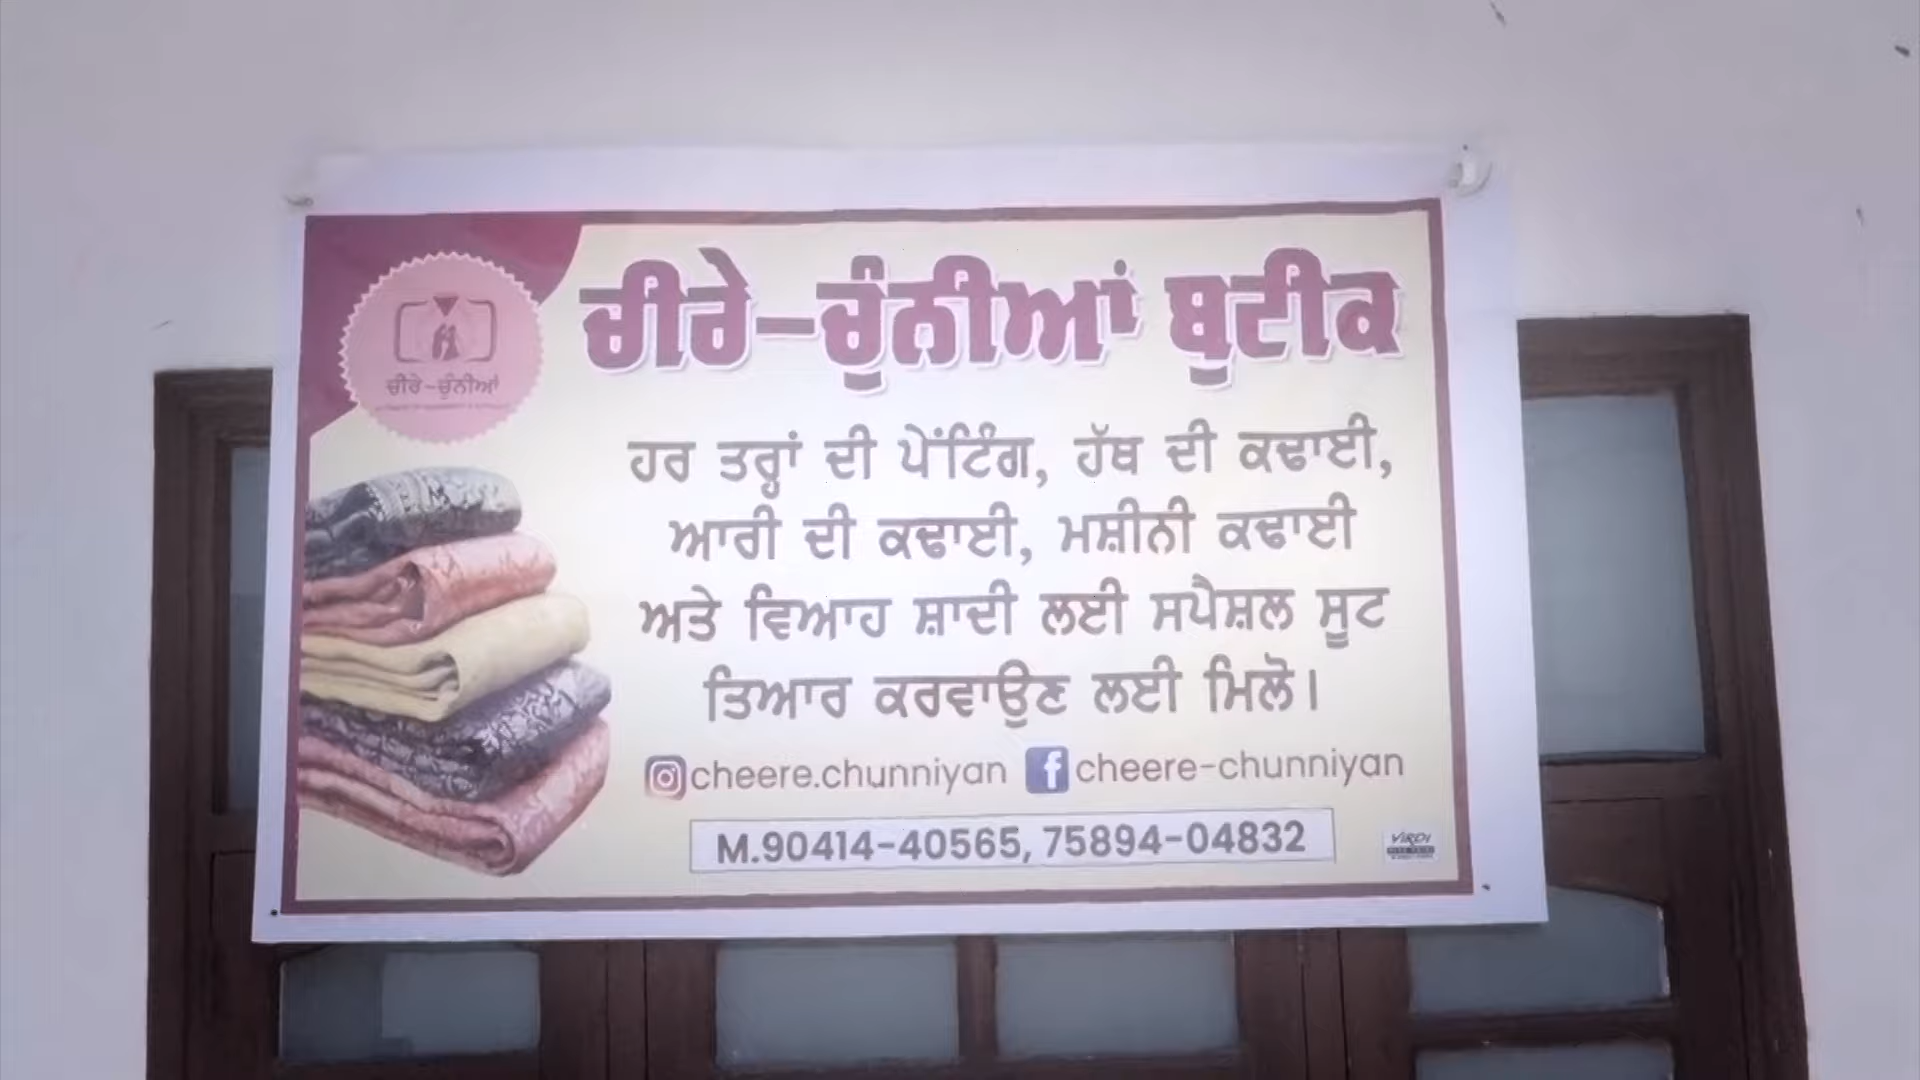 ਚੀਰੇ-ਚੁੰਨੀਆਂ ਬੁਟੀਕ
ਚੀਰੇ-ਚੁੰਨੀਆਂ
ਹਰ ਤਰ੍ਹਾਂ ਦੀ ਪੇਂਟਿੰਗ, ਹੱਥ ਦੀ ਕਢਾਈ,
ਆਰੀ ਦੀ ਕਢਾਈ, ਮਸ਼ੀਨੀ ਕਢਾਈ
ਅਤੇ ਵਿਆਹ ਸ਼ਾਦੀ ਲਈ ਸਪੈਸ਼ਲ ਸੂਟ
ਤਿਆਰ ਕਰਵਾਉਣ ਲਈ ਮਿਲੋ।
cheere.chunniyan cheere-chunniyan
M.90414-40565, 75894-04832
VIRDI